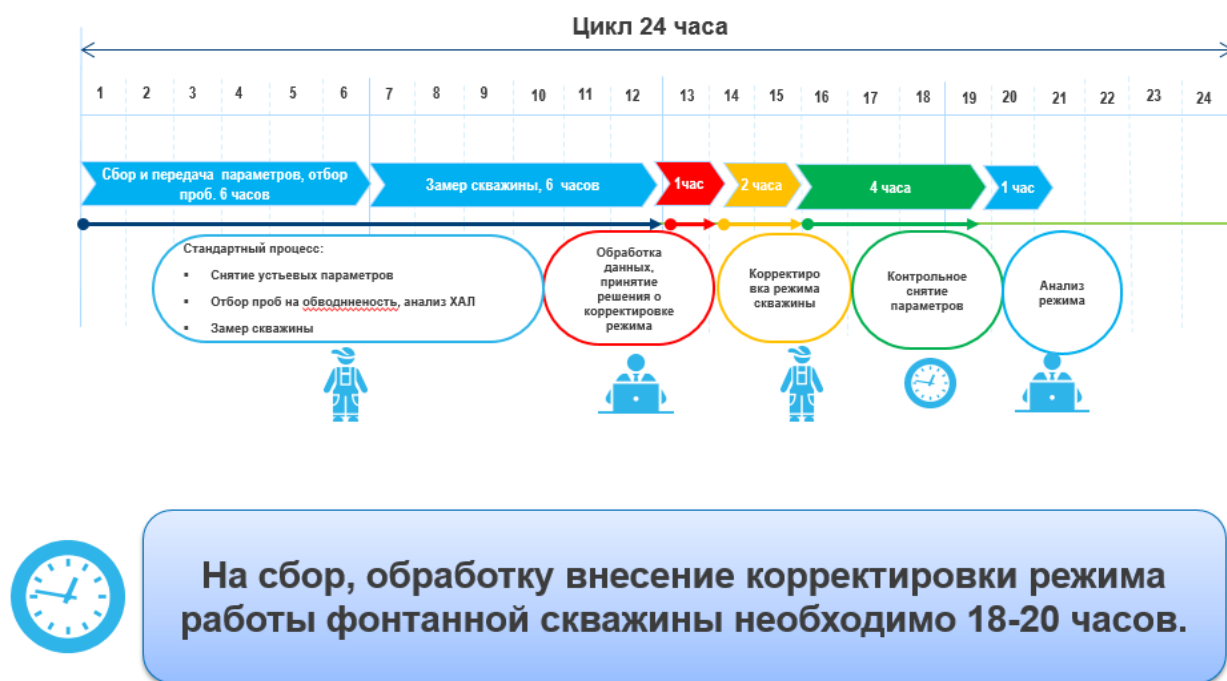 Цикл 24 часа
1 2 3 4 5 6 7 8 9 10 11 12 13 14 15 16 17 18 19 20 21 22 23 24
Сбор и передача параметров, отбор
проб. 6 часов
Замер скважины, 6 часов
1час
2 часа
4 часа
1 час
Стандартный процесс:
▪ Снятие устьевых параметров
▪ Отбор проб на обводнненость, анализ ХАЛ
▪ Замер скважины
Обработка
данных,
принятие
решения о
корректировке
режима
Корректиро
вка режима
скважины
Контрольное
снятие
параметров
Анализ
режима
На сбор, обработку внесение корректировки режима
работы фонтанной скважины необходимо 18-20 часов.